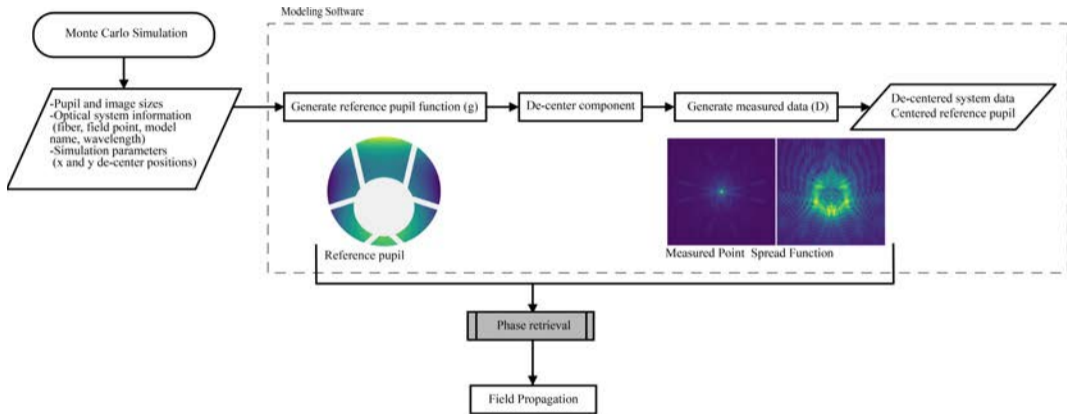 Modeling Software
Monte Carlo Simulation
-Pupil and image sizes
-Optical system information
(fiber, field point, model
name, wavelength)
-Simulation parameters
(x and y de-center positions)
Generate reference pupil function (g)
De-center component
Generate measured data (D)
De-centered system data
Centered reference pupil
Reference pupil
Measured Point Spread Function
Phase retrieval
Field Propagation